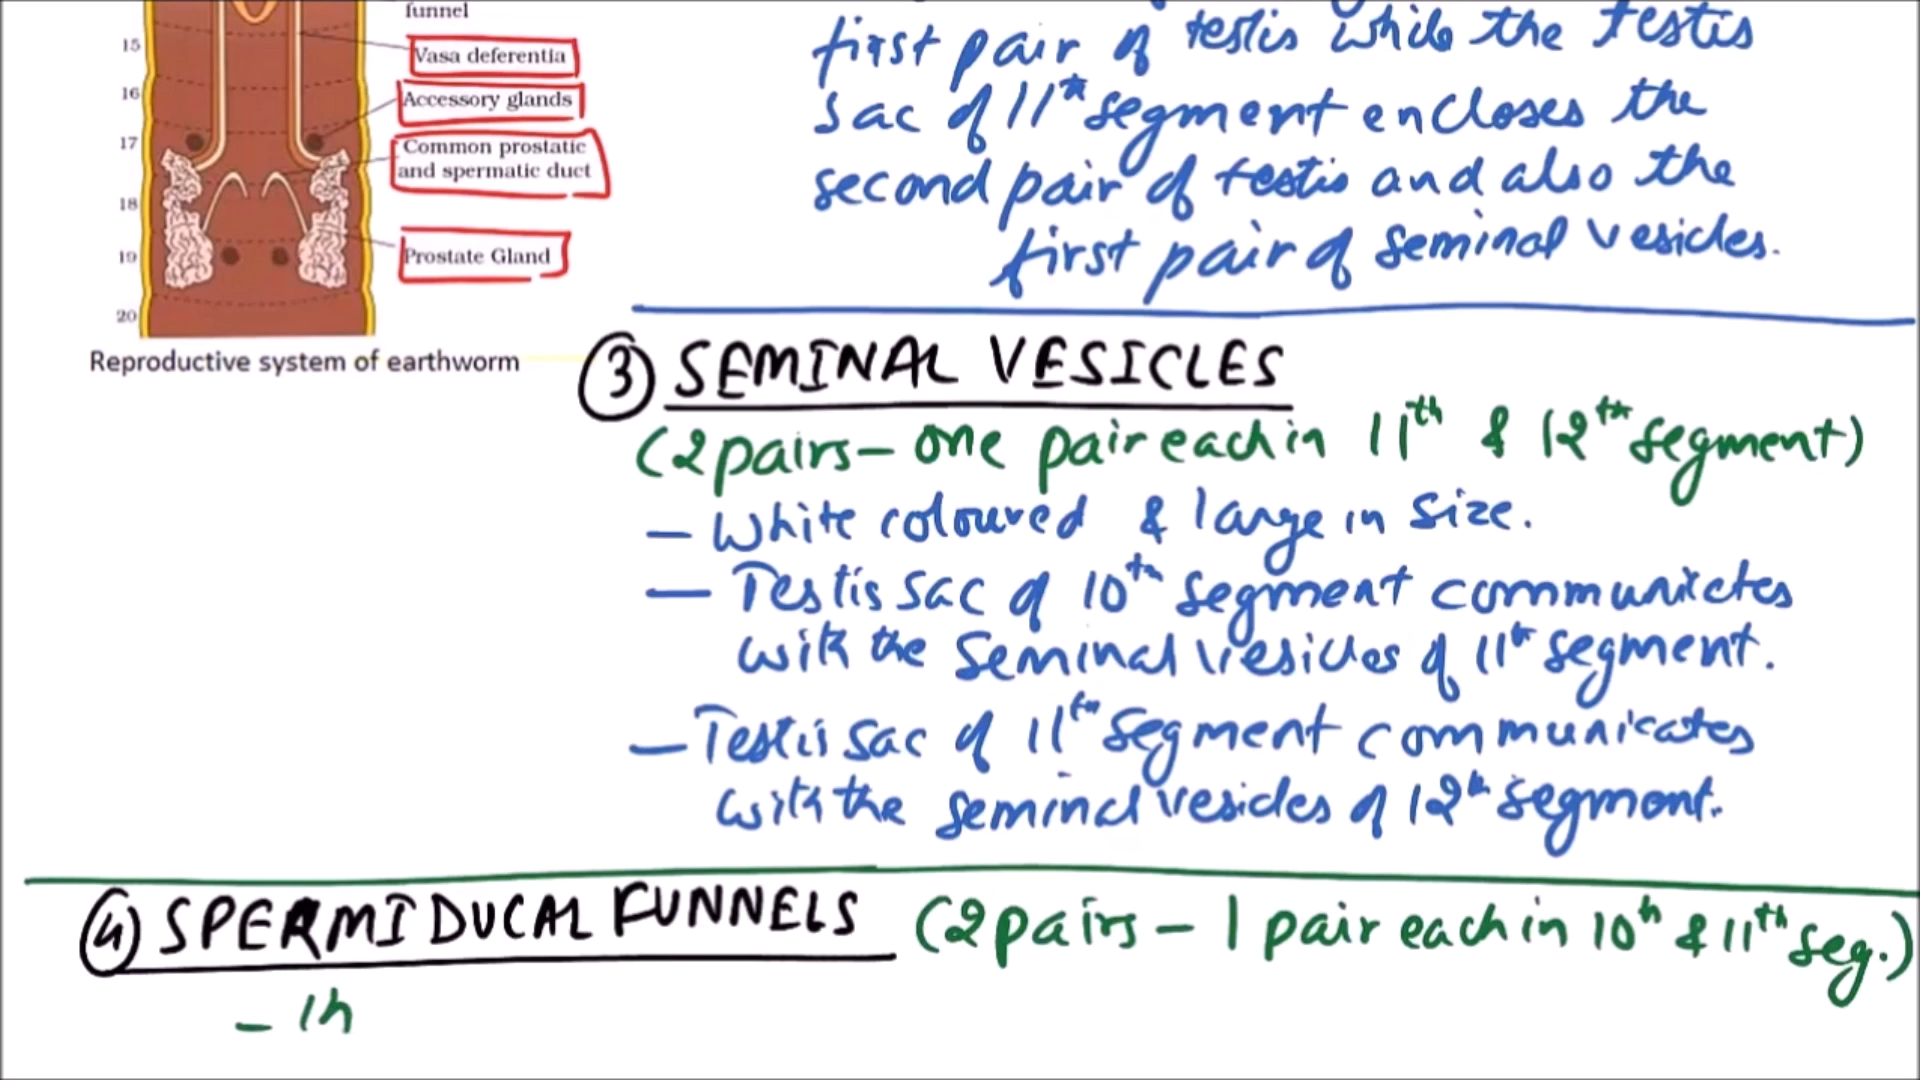 funnel
15
Vasa deferentia
16
Accessory glands
17
Common prostatic
and spermatic duct
18
19
Prostate Gland
20
Reproductive system of earthworm
first pair of testis while the testis
sac of 11th segment encloses the
second pair of testis and also the
first pair of seminal vesicles.
③ SEMINAL VESICLES
(2 pairs - one pair each in 11th & 12th segment)
- White coloured & large in size.
- Testis sac of 10th segment communictes
with the seminal vesicles of 11th segment.
- Testis sac of 11th segment communicates
with the seminal vesicles of 12th segment.
④ SPERMIDUCAL FUNNELS (2 pairs - 1 pair each in 10th & 11th seg.)
- In